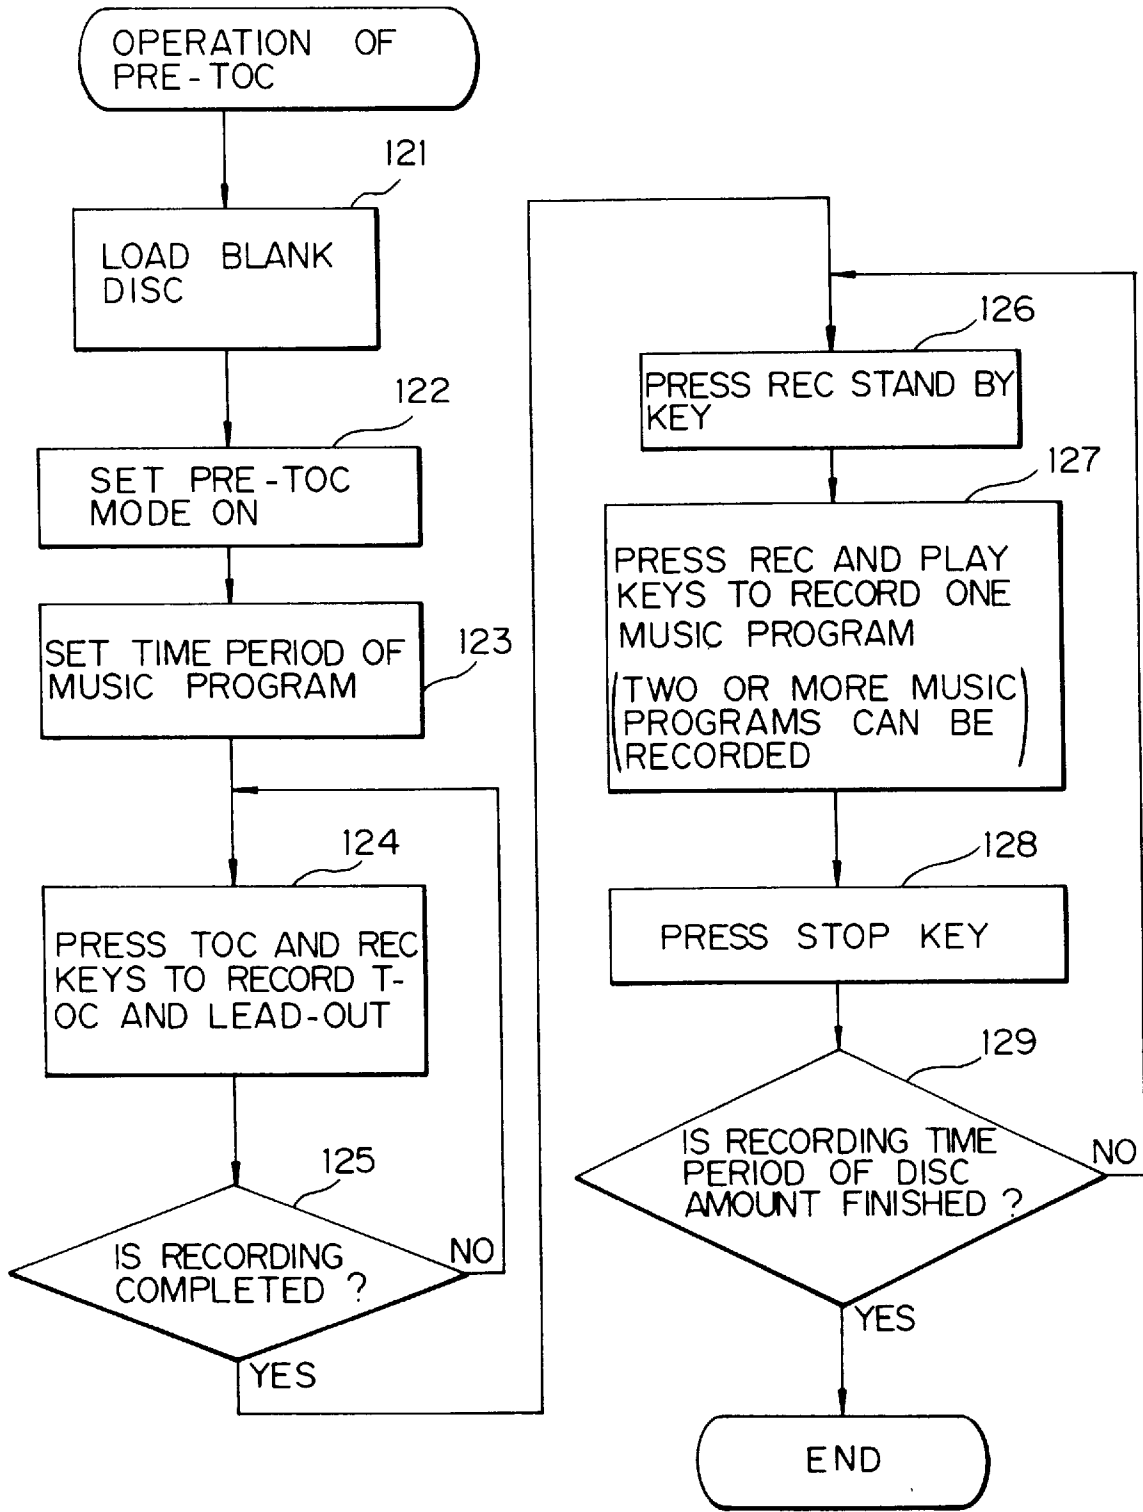 OPERATION OF
PRE-TOC
121
LOAD BLANK
DISC
122
SET PRE-TOC
MODE ON
123
SET TIME PERIOD OF
MUSIC PROGRAM
124
PRESS TOC AND REC
KEYS TO RECORD T-
OC AND LEAD-OUT
125
IS RECORDING
COMPLETED ?
NO
YES
126
PRESS REC STAND BY
KEY
127
PRESS REC AND PLAY
KEYS TO RECORD ONE
MUSIC PROGRAM
(TWO OR MORE MUSIC
PROGRAMS CAN BE
RECORDED)
128
PRESS STOP KEY
129
IS RECORDING TIME
PERIOD OF DISC
AMOUNT FINISHED ?
NO
YES
END